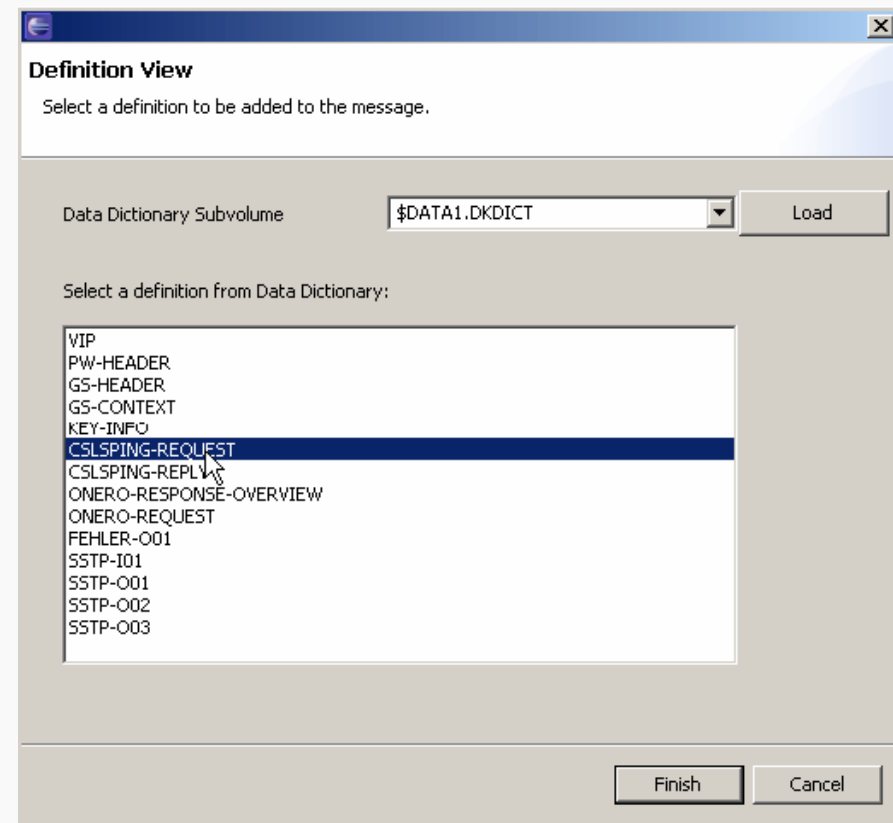 Definition View
Select a definition to be added to the message.
Data Dictionary Subvolume $DATA1.DKDICT Load
Select a definition from Data Dictionary:
VIP
PW-HEADER
GS-HEADER
GS-CONTEXT
KEY-INFO
CSLSPING-REQUEST
CSLSPING-REPLY
ONERO-RESPONSE-OVERVIEW
ONERO-REQUEST
FEHLER-O01
SSTP-I01
SSTP-O01
SSTP-O02
SSTP-O03
Finish Cancel